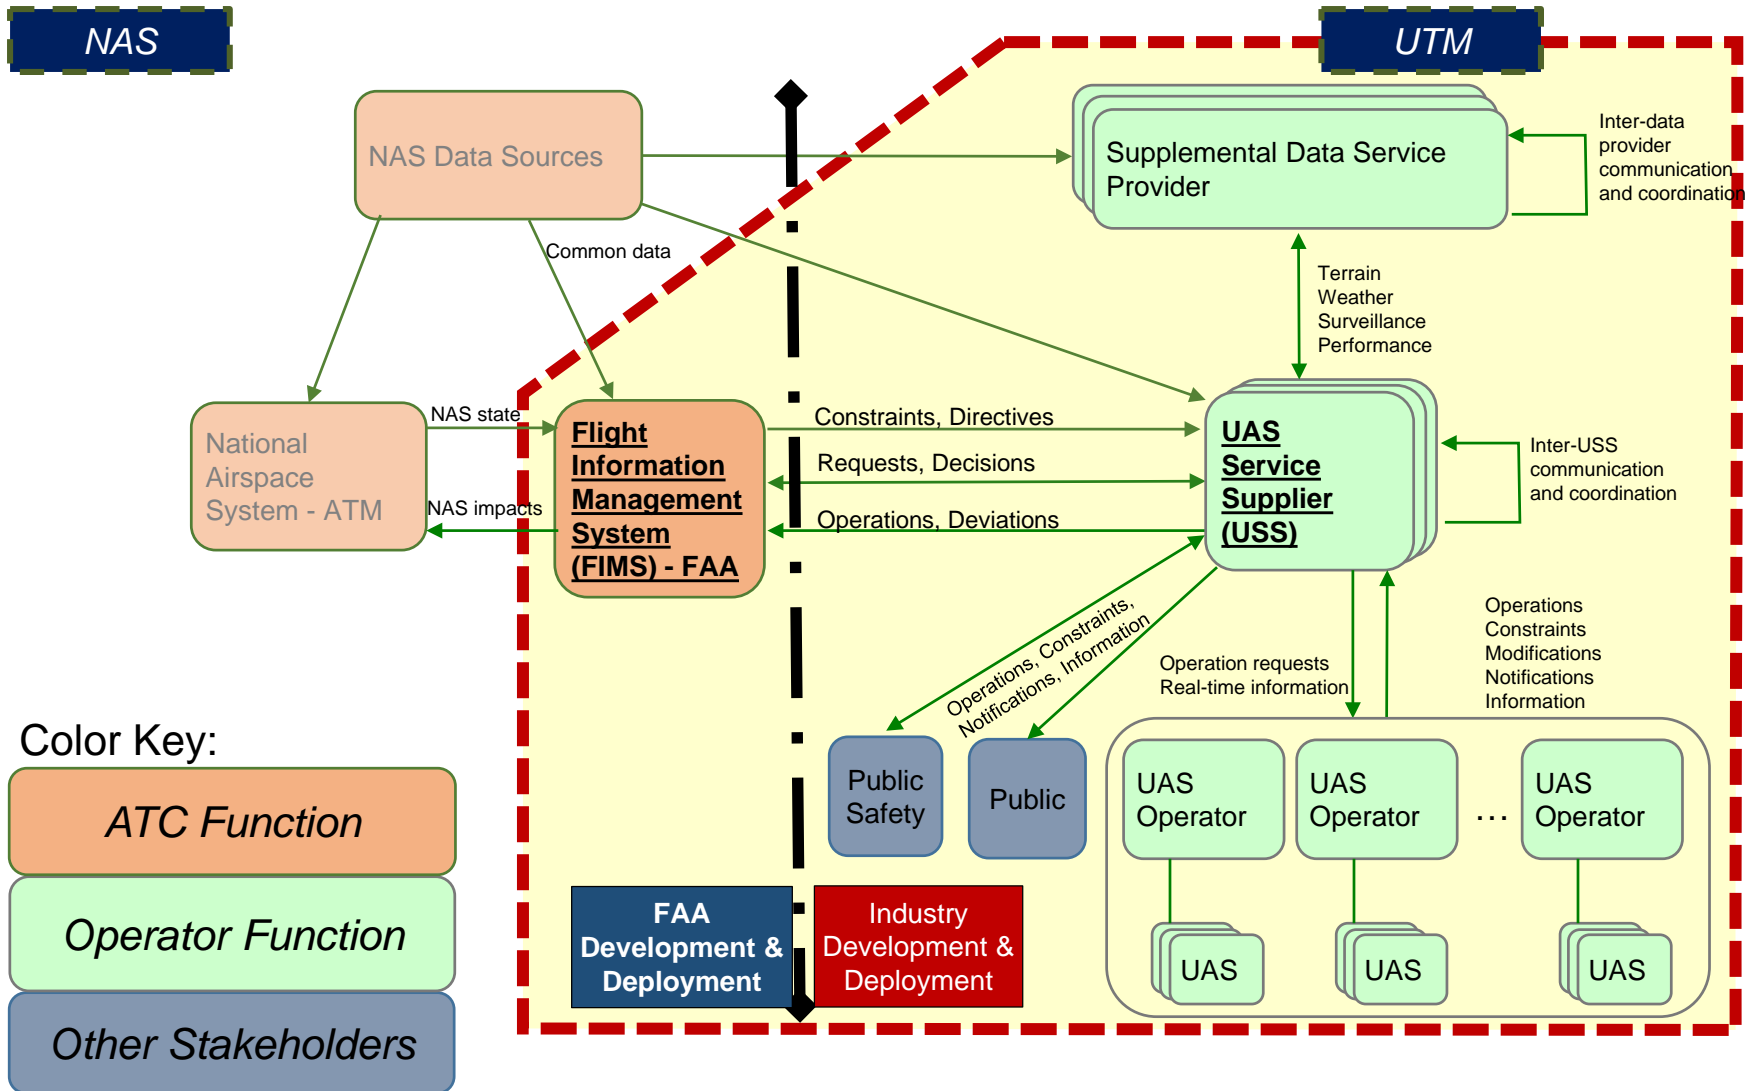 NAS
UTM
NAS Data Sources
Supplemental Data Service
Provider
Inter-data
provider
communication
and coordination
Common data
Terrain
Weather
Surveillance
Performance
National
Airspace
System - ATM
NAS state
NAS impacts
Flight
Information
Management
System
(FIMS) - FAA
Constraints, Directives
Requests, Decisions
Operations, Deviations
UAS
Service
Supplier
(USS)
Inter-USS
communication
and coordination
Operations, Constraints,
Notifications, Information
Operation requests
Real-time information
Operations
Constraints
Modifications
Notifications
Information
Public
Safety
Public
UAS
Operator
UAS
Operator
...
UAS
Operator
UAS
UAS
UAS
FAA
Development &
Deployment
Industry
Development &
Deployment
Color Key:
ATC Function
Operator Function
Other Stakeholders